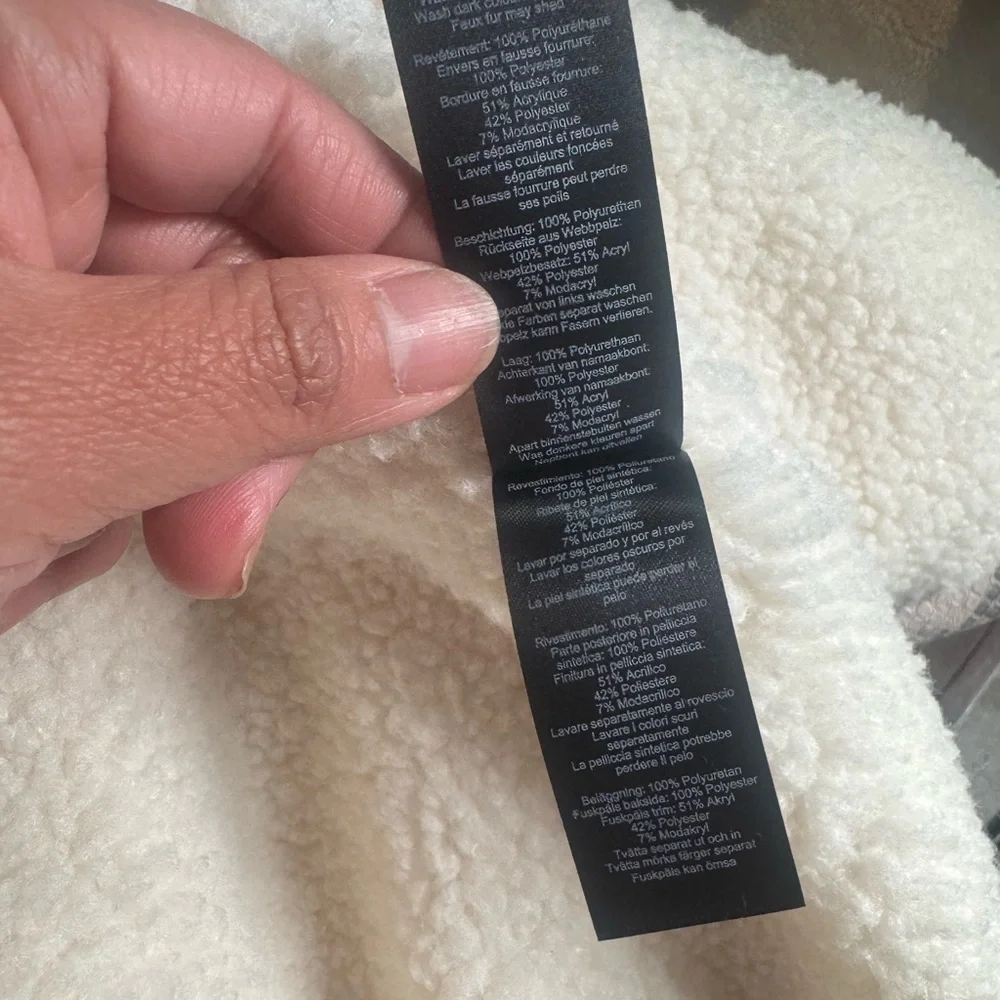 Wash dark
Faux fur may shed
Revêtement: 100% Polyuréthane
Envers en fausse fourrure:
100% Polyester
Bordure en fausse fourrure:
51% Acrylique
42% Polyester
7% Modacrylique
Laver séparément et retourné
Laver les couleurs foncées
séparément
La fausse fourrure peut perdre
ses poils
Beschichtung: 100% Polyurethan
Rückseite aus Webbpelz:
100% Polyester
Webpelzbesatz: 51% Acryl
42% Polyester
7% Modacryl
von links waschen
Farben separat waschen
kann Fasern verlieren.
Laag: 100% Polyurethaan
Achterkant van namaakbont:
100% Polyester
Afwerking van namaakbont:
51% Acryl
42% Polyester
7% Modacryl
Apart binnenstebuiten wassen
Was donkere kleuren apart
kan uitvallen
Revestimiento: 100% Poliuretano
Fondo de piel sintética:
100% Poliéster
Ribete de piel sintética:
51% Acrílico
42% Poliéster
7% Modacrílico
Lavar por separado y por el revés
Lavar los colores oscuros por
separado
La piel sintética puede perder el
pelo
Rivestimento: 100% Poliuretano
Parte posteriore in pelliccia
sintetica: 100% Poliestere
Finitura in pelliccia sintetica:
51% Acrilico
42% Poliestere
7% Modacrilico
Lavare separatamente al rovescio
Lavare i colori scuri
separatamente
La pelliccia sintetica potrebbe
perdere il pelo
Beläggning: 100% Polyuretan
Fuskpäls baksida: 100% Polyester
Fuskpäls trim: 51% Akryl
42% Polyester
7% Modakryl
Tvätta separat ut och in
Tvätta mörka färger separat
Fuskpäls kan ömsa